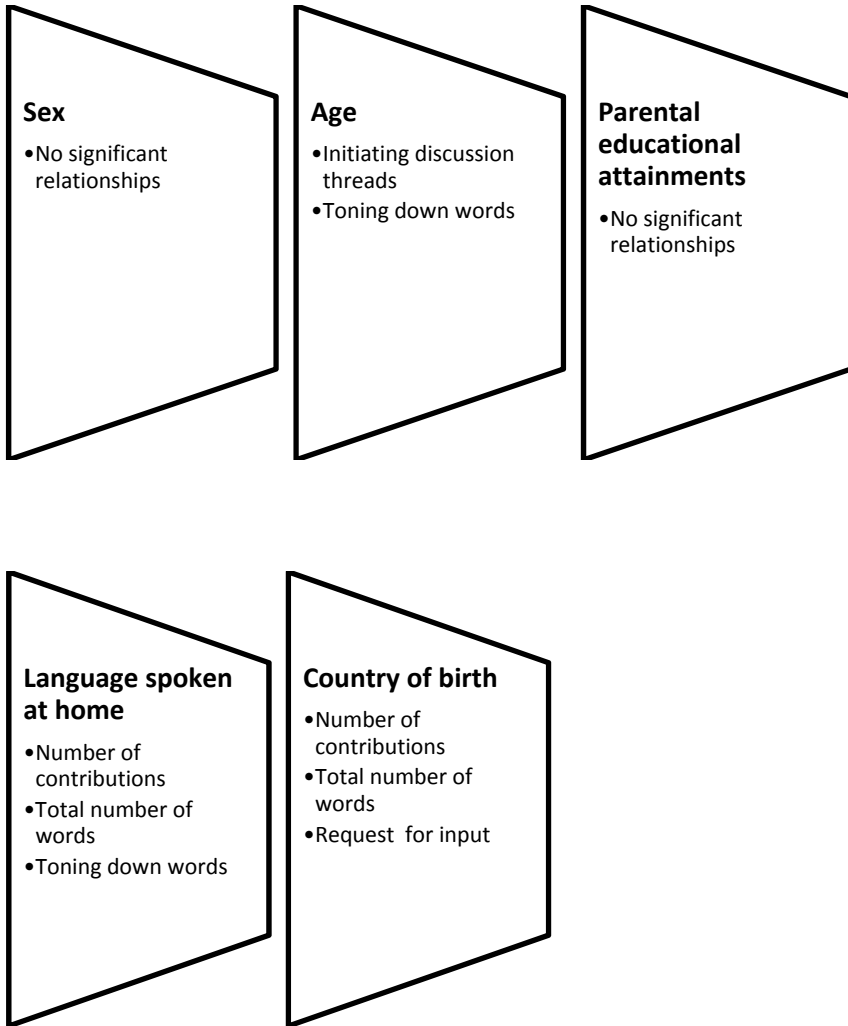 Sex
•No significant
relationships
Age
•Initiating discussion
threads
•Toning down words
Parental
educational
attainments
•No significant
relationships
Language spoken
at home
•Number of
contributions
•Total number of
words
•Toning down words
Country of birth
•Number of
contributions
•Total number of
words
•Request  for input